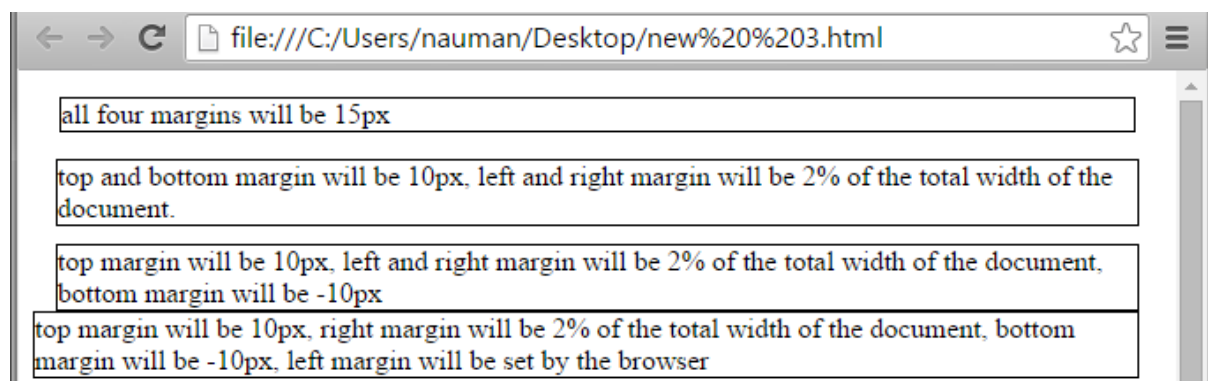 file:///C:/Users/nauman/Desktop/new%20%203.html
all four margins will be 15px
top and bottom margin will be 10px, left and right margin will be 2% of the total width of the
document.
top margin will be 10px, left and right margin will be 2% of the total width of the document,
bottom margin will be -10px
top margin will be 10px, right margin will be 2% of the total width of the document, bottom
margin will be -10px, left margin will be set by the browser